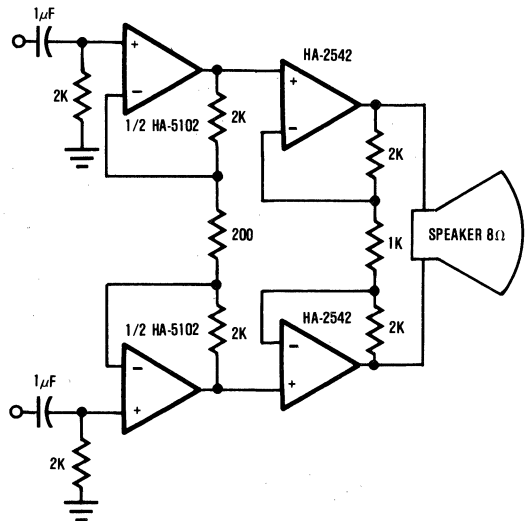 1μF
+
HA-2542
+
2K
−
1/2 HA-5102
2K
−
2K
200
1K
SPEAKER 8Ω
1/2 HA-5102
2K
HA-2542
2K
1μF
−
−
+
+
2K